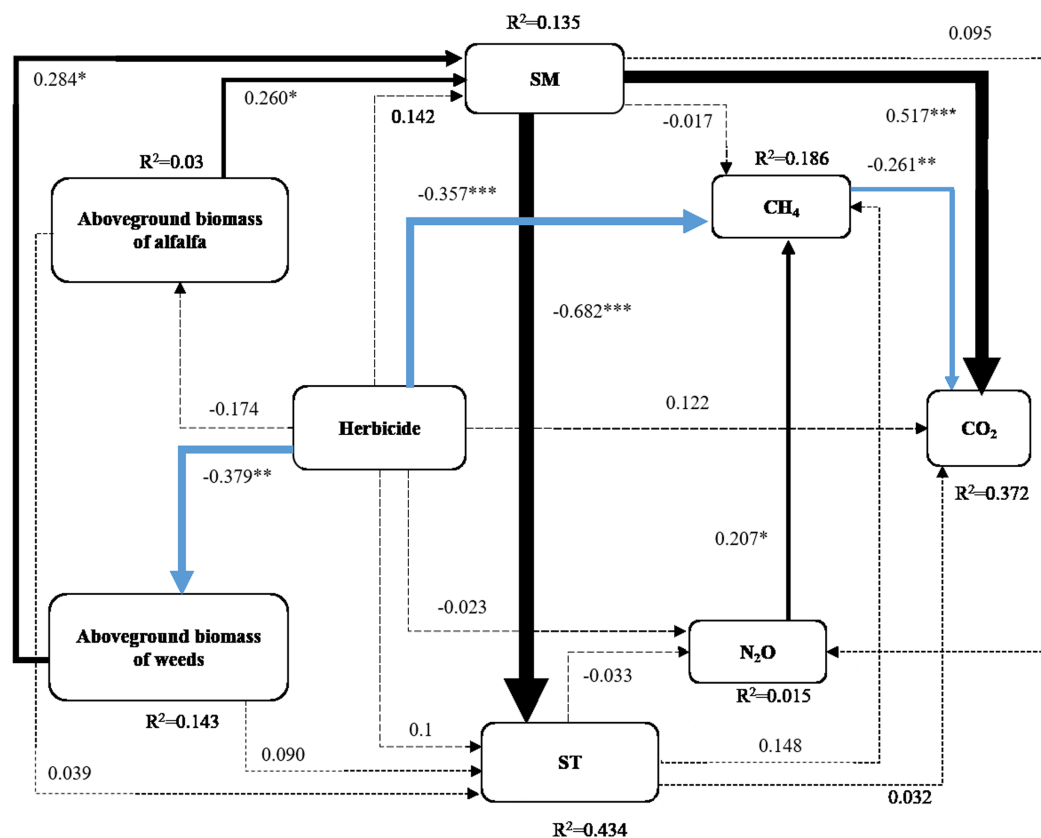 R²=0.135
0.095
SM
0.284*
0.260*
0.142
-0.017
0.517***
R²=0.03
R²=0.186
-0.261**
-0.357***
Aboveground biomass
of alfalfa
CH₄
-0.682***
-0.174
Herbicide
0.122
CO₂
-0.379**
R²=0.372
0.207*
-0.023
Aboveground biomass
of weeds
N₂O
-0.033
R²=0.015
R²=0.143
0.1
0.148
0.090
0.039
ST
0.032
R²=0.434